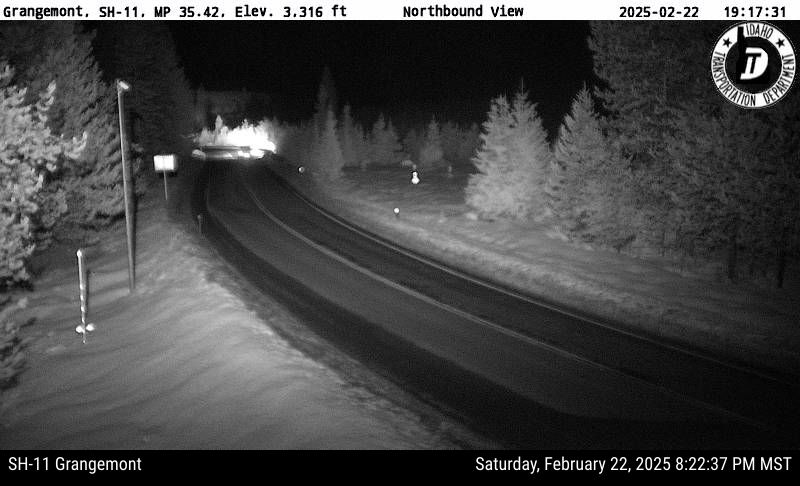 Grangemont, SH-11, MP 35.42, Elev. 3,316 ft Northbound View 2025-02-22 19:17:31
IDAHO
TRANSPORTATION DEPARTMENT
SH-11 Grangemont Saturday, February 22, 2025 8:22:37 PM MST